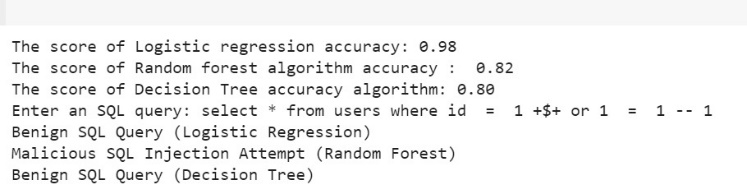 The score of Logistic regression accuracy: 0.98
The score of Random forest algorithm accuracy :  0.82
The score of Decision Tree accuracy algorithm: 0.80
Enter an SQL query: select * from users where id  =  1 +$+ or 1  =  1 -- 1
Benign SQL Query (Logistic Regression)
Malicious SQL Injection Attempt (Random Forest)
Benign SQL Query (Decision Tree)